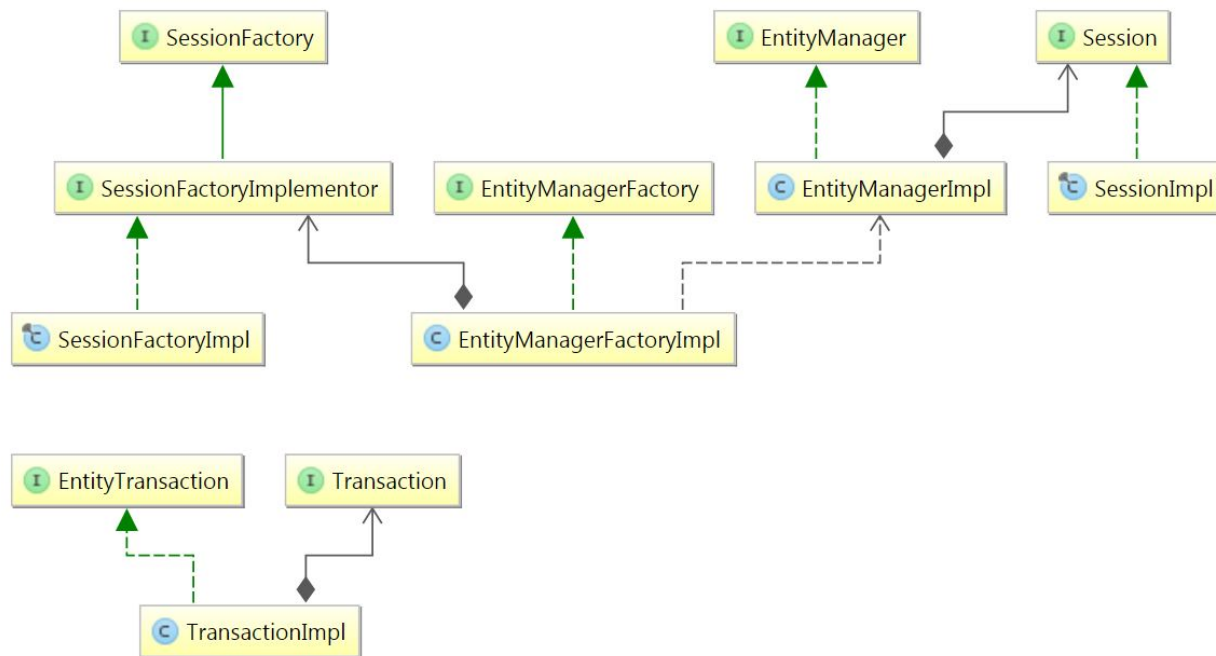 I SessionFactory
I EntityManager
I Session
I SessionFactoryImplementor
I EntityManagerFactory
C EntityManagerImpl
C SessionImpl
C SessionFactoryImpl
C EntityManagerFactoryImpl
I EntityTransaction
I Transaction
C TransactionImpl